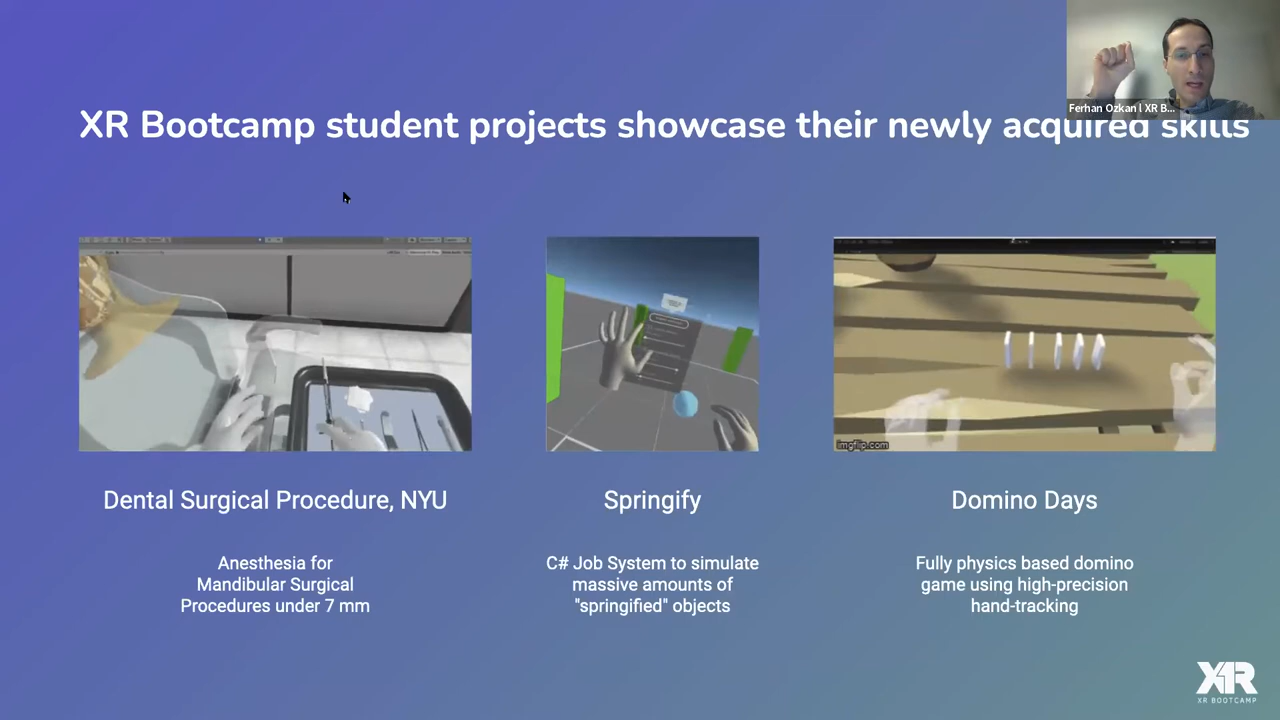 Ferhan Ozkan l XR B...
XR Bootcamp student projects showcase their newly acquired skills
imgflip.com
Dental Surgical Procedure, NYU
Springify
Domino Days
Anesthesia for
Mandibular Surgical
Procedures under 7 mm
C# Job System to simulate
massive amounts of
"springified" objects
Fully physics based domino
game using high-precision
hand-tracking
XR
XR BOOTCAMP